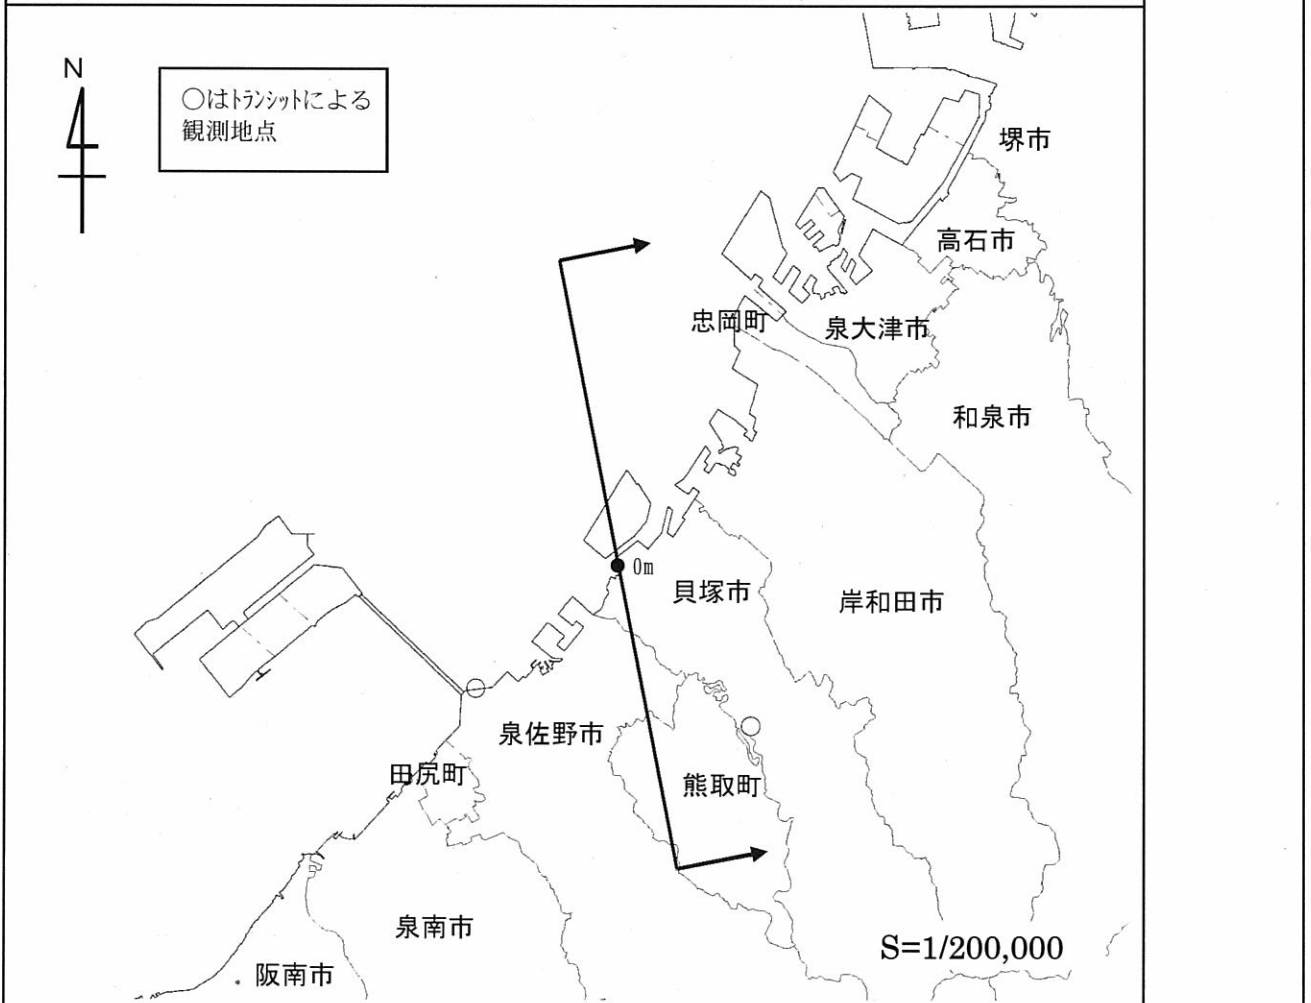 N
○はトランシットによる
観測地点
堺市
高石市
忠岡町
泉大津市
和泉市
0m
貝塚市
岸和田市
泉佐野市
田尻町
熊取町
泉南市
S=1/200,000
阪南市